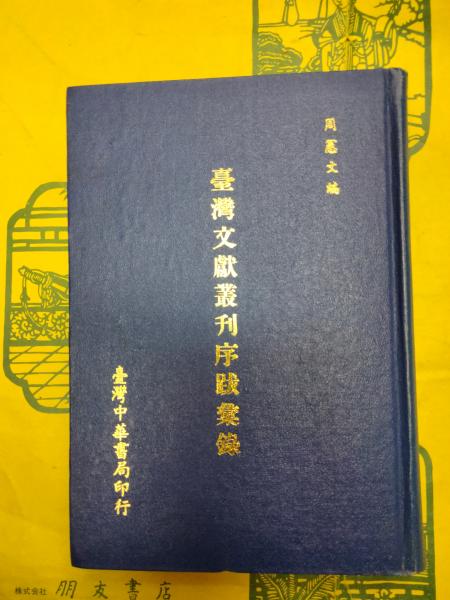 周憲文編
臺灣文獻叢刊序跋彙錄
臺灣中華書局印行
株式会社 朋友書店